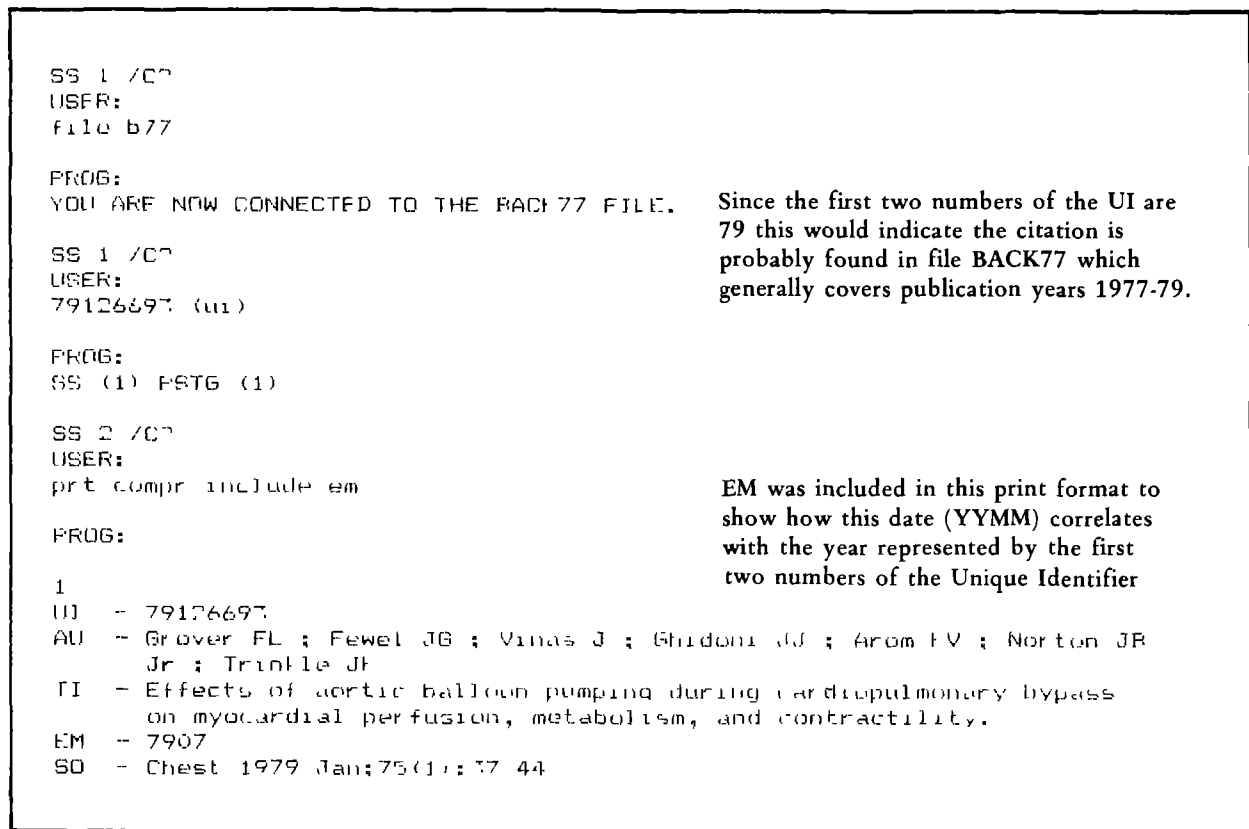 SS 1 /C?
USER:
file b77
PROG:
YOU ARE NOW CONNECTED TO THE BACK77 FILE.
Since the first two numbers of the UI are
79 this would indicate the citation is
probably found in file BACK77 which
generally covers publication years 1977-79.
SS 1 /C?
USER:
79126693 (ui)
PROG:
SS (1) PSTG (1)
SS 2 /C?
USER:
prt compr include em
EM was included in this print format to
show how this date (YYMM) correlates
with the year represented by the first
two numbers of the Unique Identifier
PROG:
1
UI - 79126693
AU - Grover FL ; Fewel JG ; Vinas J ; Ghidoni JJ ; Arom KV ; Norton JB
Jr ; Trinkle JK
TI - Effects of aortic balloon pumping during cardiopulmonary bypass
on myocardial perfusion, metabolism, and contractility.
EM - 7907
SO - Chest 1979 Jan;75(1):37-44